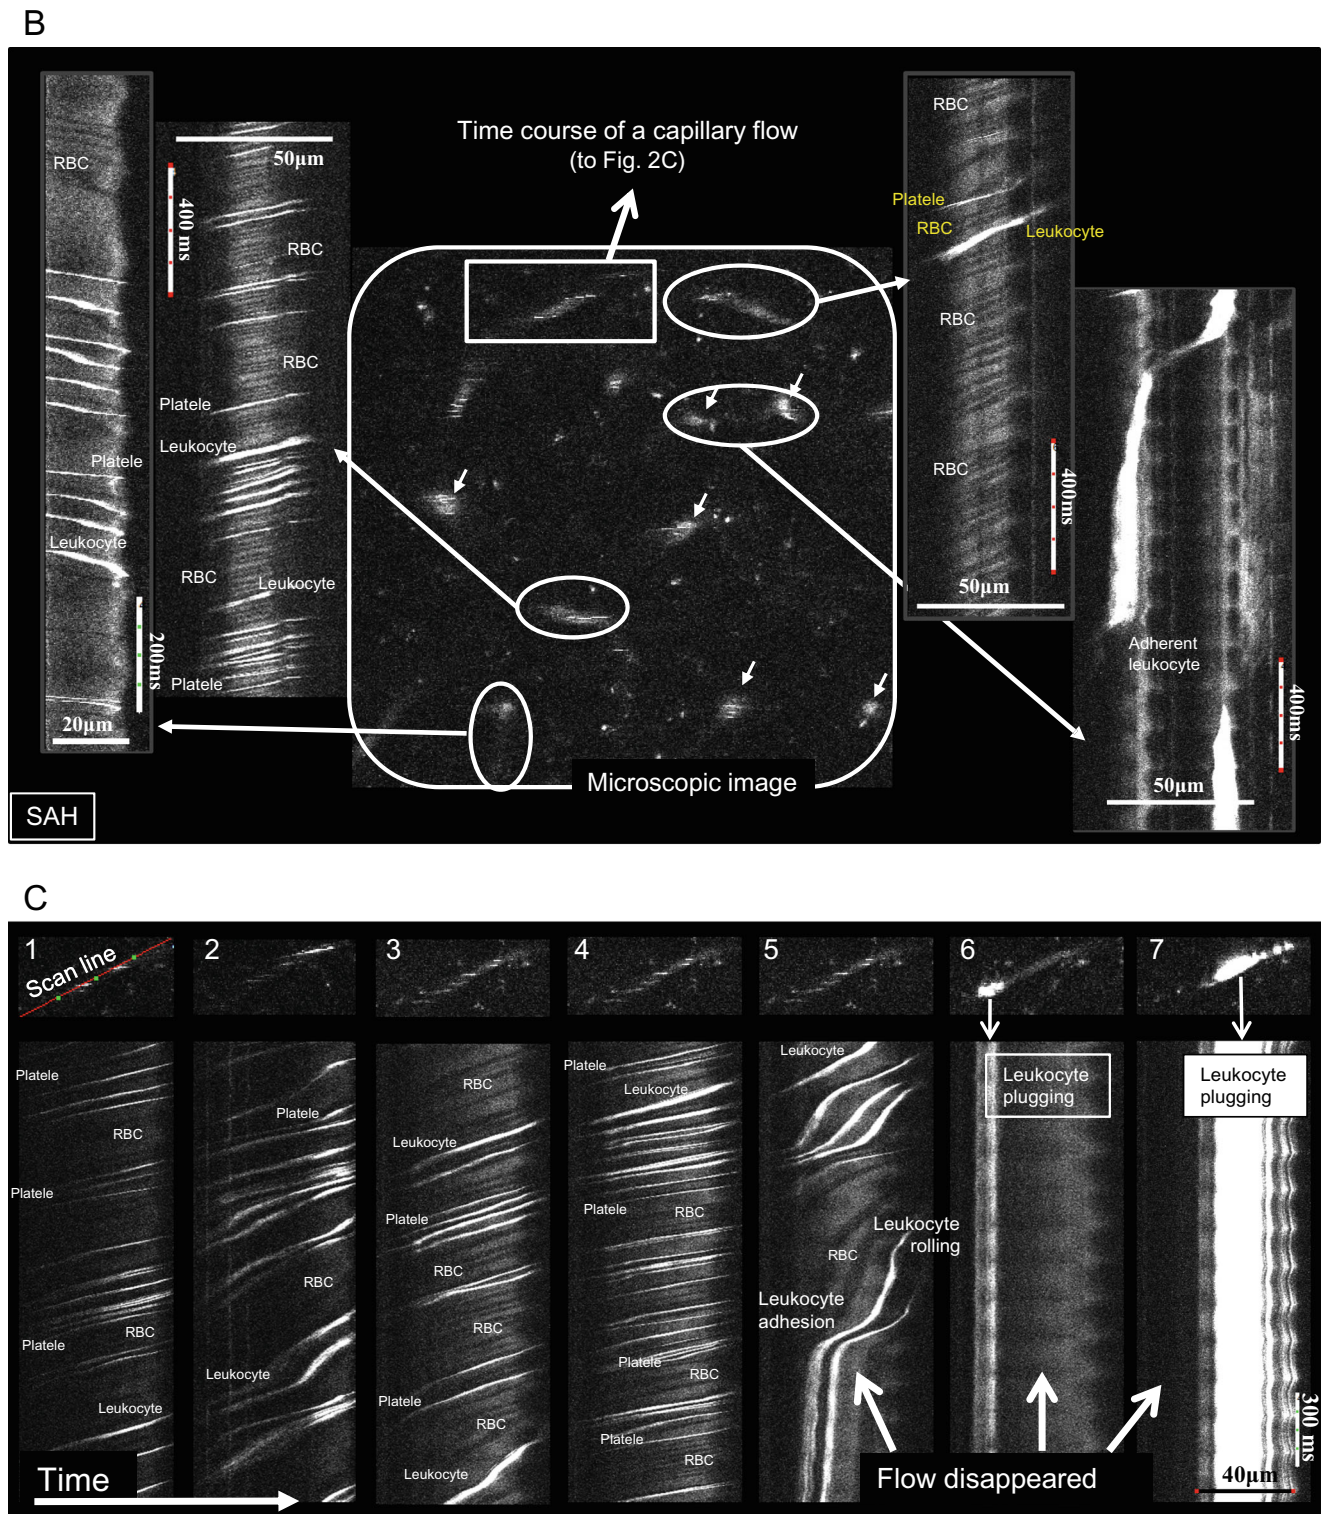 B
RBC
50μm
400 ms
RBC
RBC
Platele
Leukocyte
Platele
Leukocyte
RBC
Leukocyte
Platele
200ms
20μm
SAH
Time course of a capillary flow
(to Fig. 2C)
Microscopic image
RBC
Platele
RBC
Leukocyte
RBC
RBC
400ms
50μm
Adherent
leukocyte
400ms
50μm
C
1
Scan line
2
3
4
5
6
7
Platele
RBC
Platele
RBC
Platele
Leukocyte
Platele
RBC
Leukocyte
RBC
Leukocyte
Platele
RBC
RBC
Platele
RBC
Leukocyte
Platele
Leukocyte
Platele
RBC
Platele
RBC
Platele
RBC
Leukocyte
Leukocyte
rolling
RBC
Leukocyte
adhesion
Leukocyte
plugging
Leukocyte
plugging
Time
Flow disappeared
300 ms
40μm